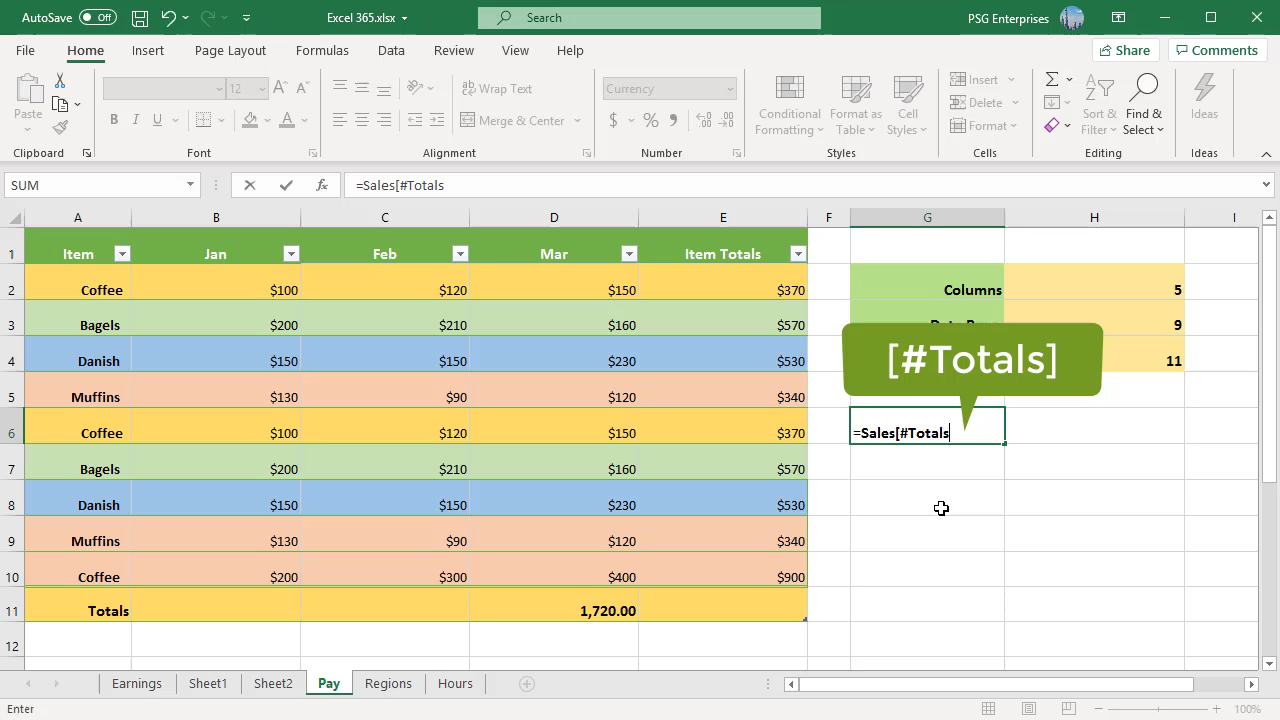 AutoSave Off Excel 365.xlsx Search PSG Enterprises
File Home Insert Page Layout Formulas Data Review View Help Share Comments
12 A A ab Wrap Text Currency Insert
Paste B I U A Merge & Center $ % Conditional Formatting Format as Table Cell Styles Delete Format Sort & Filter Find & Select Ideas
Clipboard Font Alignment Number Styles Cells Editing Ideas
SUM fx =Sales[#Totals
A B C D E F G H I
1 Item Jan Feb Mar Item Totals
2 Coffee $100 $120 $150 $370 Columns 5
3 Bagels $200 $210 $160 $570 9
4 Danish $150 $150 $230 $530 [#Totals] 11
5 Muffins $130 $90 $120 $340
6 Coffee $100 $120 $150 $370 =Sales[#Totals
7 Bagels $200 $210 $160 $570
8 Danish $150 $150 $230 $530
9 Muffins $130 $90 $120 $340
10 Coffee $200 $300 $400 $900
11 Totals 1,720.00
12
Earnings Sheet1 Sheet2 Pay Regions Hours
Enter 100%